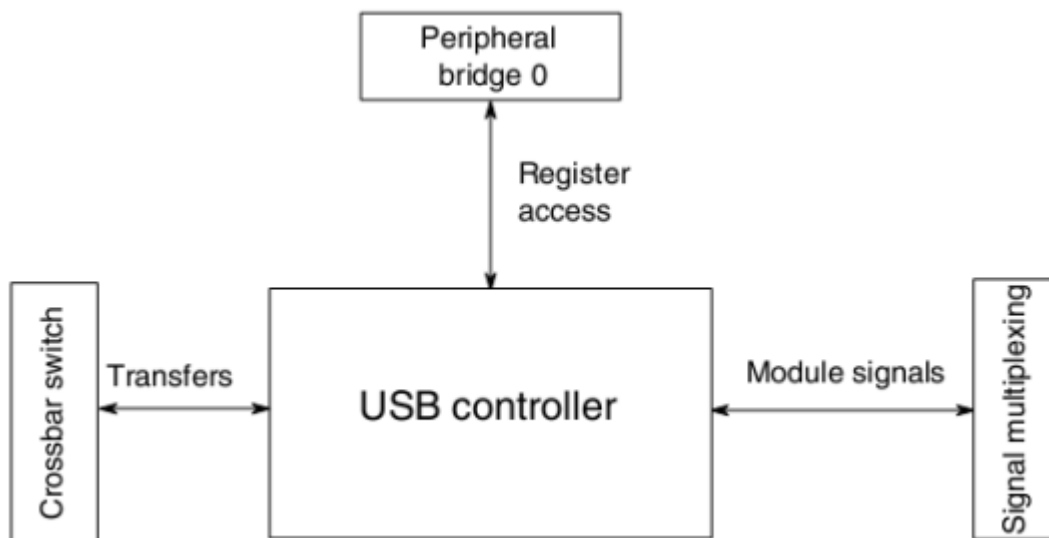 Peripheral
bridge 0
Register
access
Crossbar switch
Transfers
USB controller
Module signals
Signal multiplexing